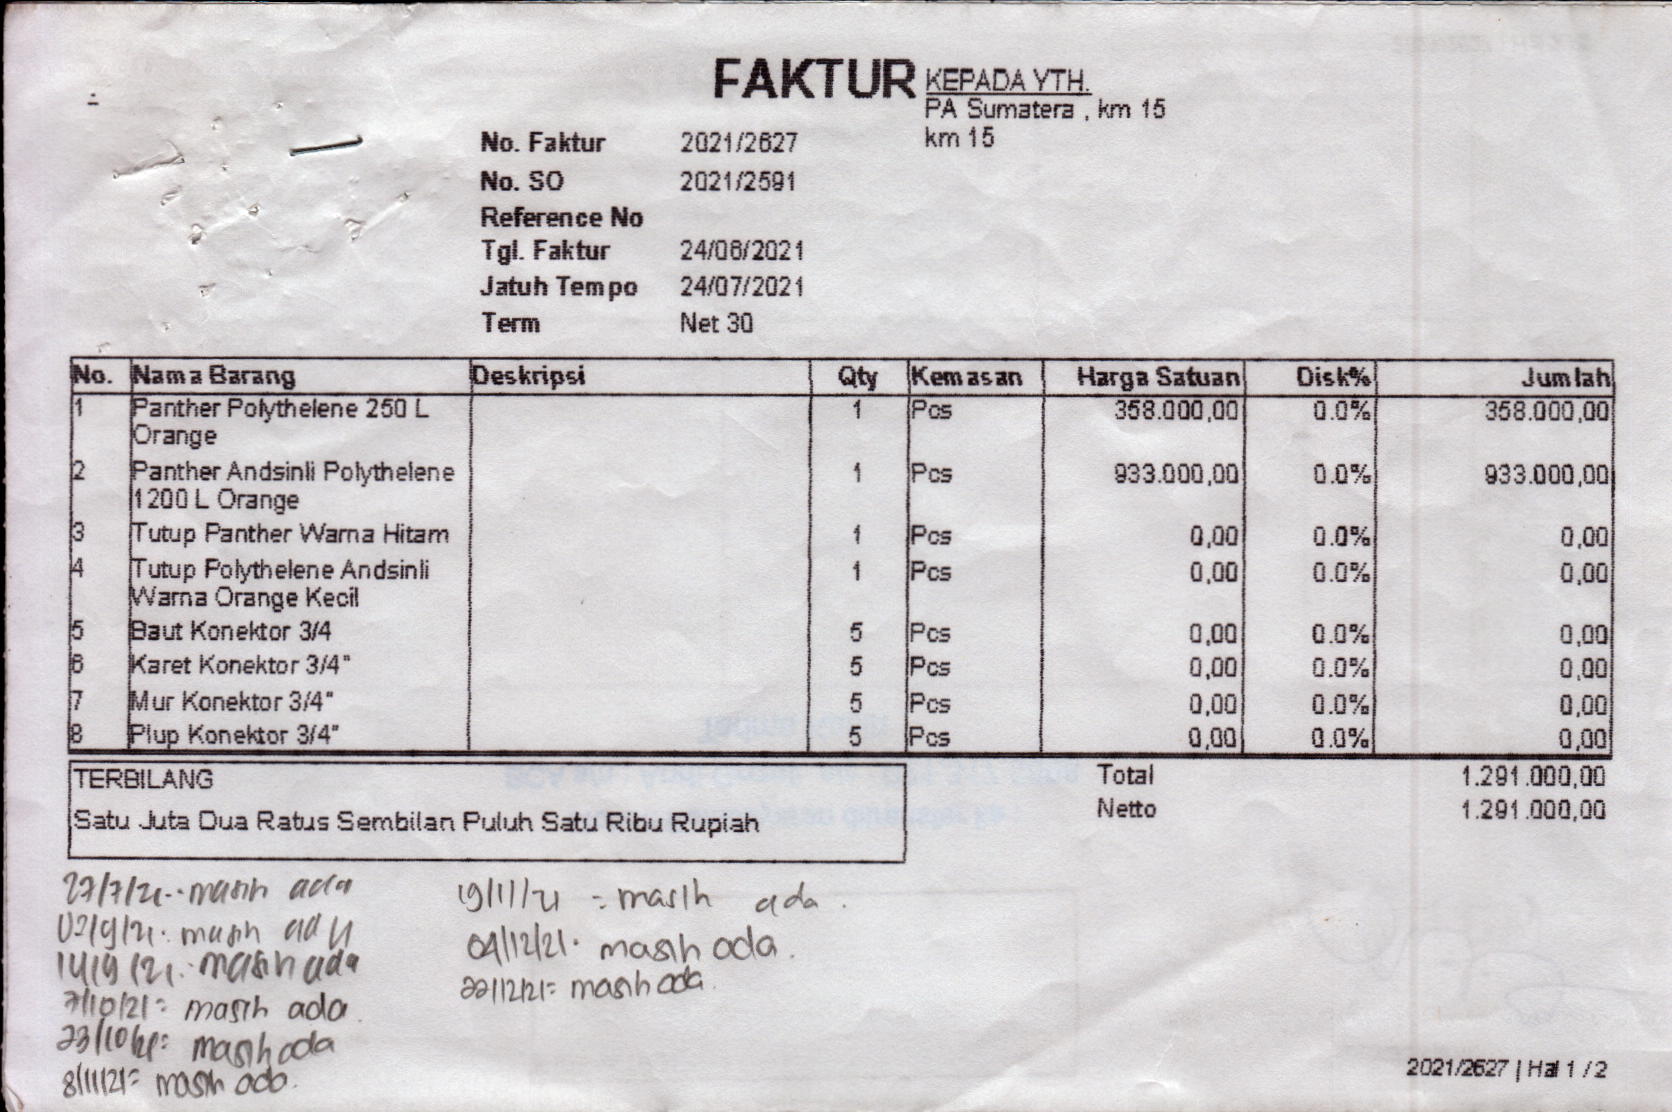 FAKTUR
KEPADA YTH.
PA Sumatera , km 15
km 15
No. Faktur 2021/2627
No. SO 2021/2591
Reference No
Tgl. Faktur 24/06/2021
Jatuh Tempo 24/07/2021
Term Net 30
No. Nama Barang Deskripsi Qty Kemasan Harga Satuan Disk% Jumlah
1 Panther Polythelene 250 L 1 Pcs 358.000,00 0.0% 358.000,00
Orange
2 Panther Andsinli Polythelene 1 Pcs 933.000,00 0.0% 933.000,00
1200 L Orange
3 Tutup Panther Warna Hitam 1 Pcs 0,00 0.0% 0,00
4 Tutup Polythelene Andsinli 1 Pcs 0,00 0.0% 0,00
Warna Orange Kecil
5 Baut Konektor 3/4 5 Pcs 0,00 0.0% 0,00
6 Karet Konektor 3/4" 5 Pcs 0,00 0.0% 0,00
7 Mur Konektor 3/4" 5 Pcs 0,00 0.0% 0,00
8 Plup Konektor 3/4" 5 Pcs 0,00 0.0% 0,00
TERBILANG
Satu Juta Dua Ratus Sembilan Puluh Satu Ribu Rupiah
Total 1.291.000,00
Netto 1.291.000,00
27/7/21. masih ada
02/9/21. masih ada
14/9/21. masih ada
7/10/21= masih ada
23/10/21= masih ada
8/11/21= masih ada.
19/11/21 = masih ada.
04/12/21. masih ada.
22/12/21= masih ada.
2021/2627 | Hal 1 / 2